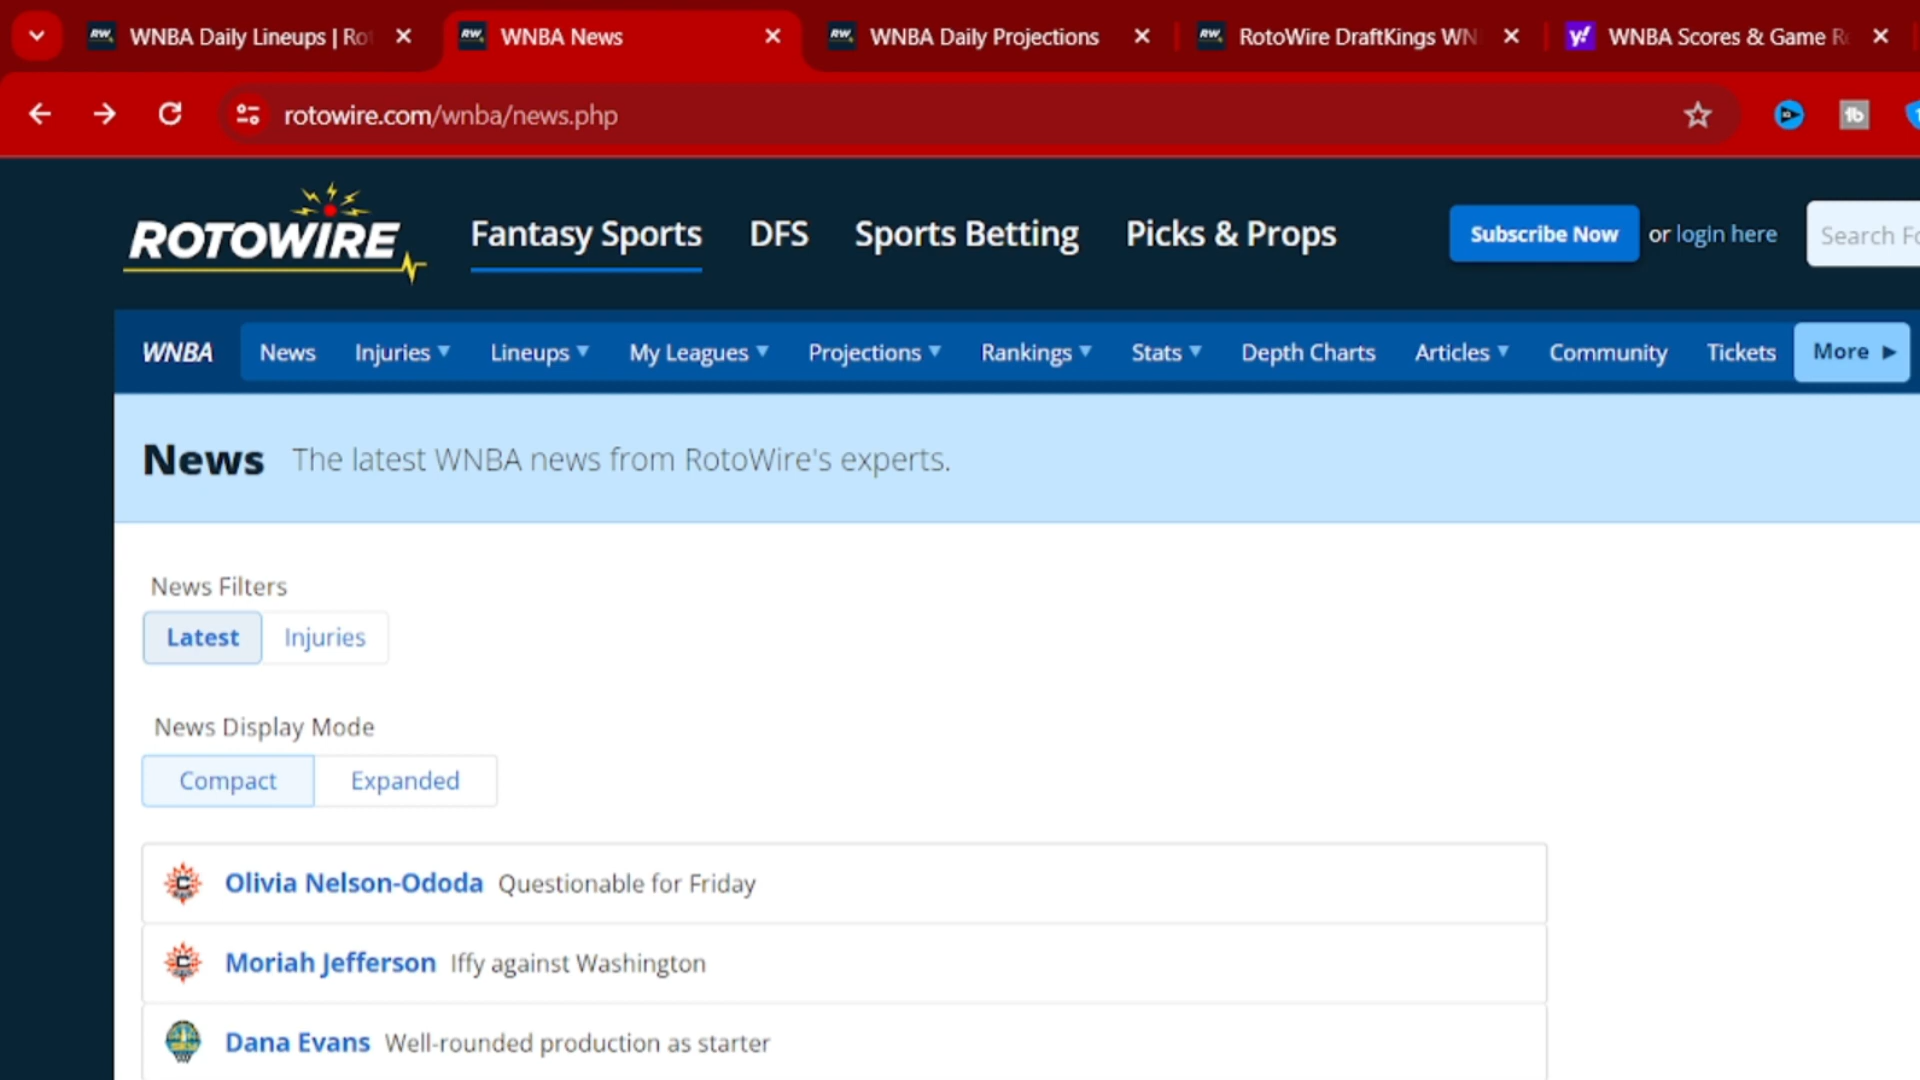 WNBA Daily Lineups | Rot
WNBA News
WNBA Daily Projections
RotoWire DraftKings WN
WNBA Scores & Game Re
rotowire.com/wnba/news.php
ROTOWIRE
Fantasy Sports
DFS
Sports Betting
Picks & Props
Subscribe Now or login here
Search Fo
WNBA
News
Injuries
Lineups
My Leagues
Projections
Rankings
Stats
Depth Charts
Articles
Community
Tickets
More
News The latest WNBA news from RotoWire's experts.
News Filters
Latest Injuries
News Display Mode
Compact Expanded
Olivia Nelson-Ododa Questionable for Friday
Moriah Jefferson Iffy against Washington
Dana Evans Well-rounded production as starter